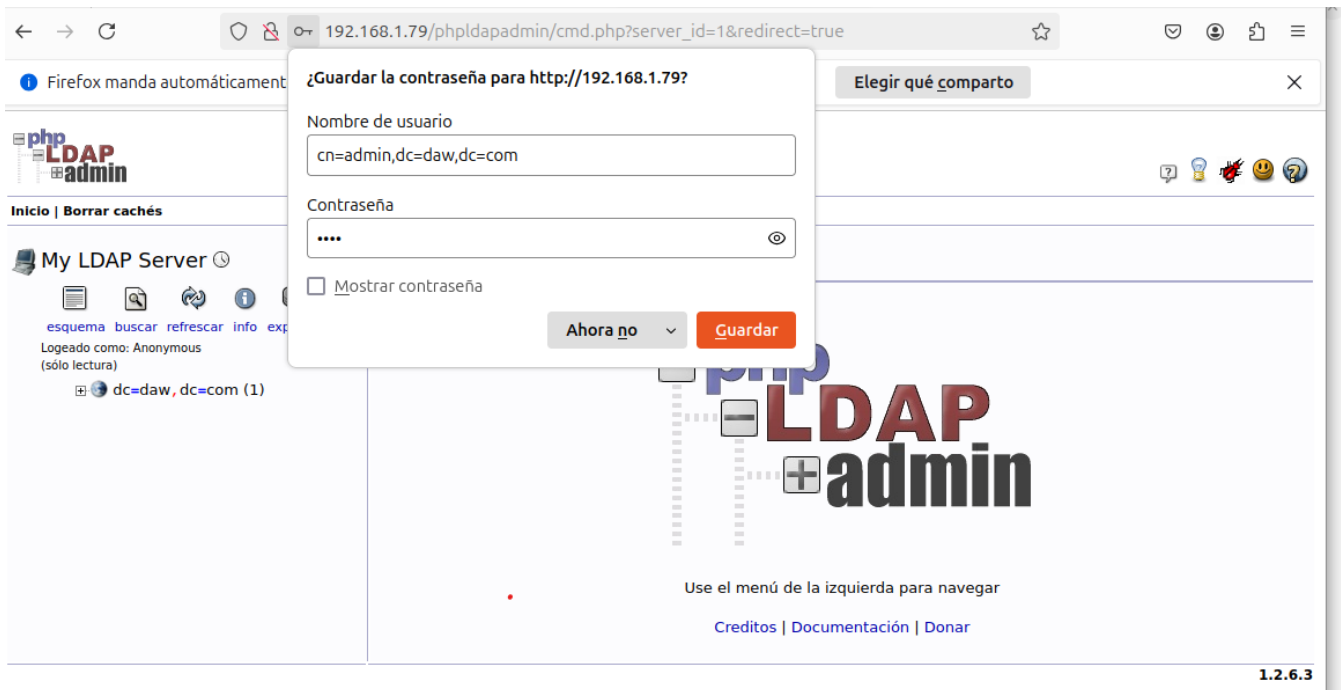 192.168.1.79/phpldapadmin/cmd.php?server_id=1&redirect=true
Firefox manda automáticament
Elegir qué comparto
¿Guardar la contraseña para http://192.168.1.79?
Nombre de usuario
cn=admin,dc=daw,dc=com
Contraseña
••••
Mostrar contraseña
Ahora no
Guardar
php
LDAP
admin
Inicio | Borrar cachés
My LDAP Server
esquema buscar refrescar info exp
Logeado como: Anonymous
(sólo lectura)
dc=daw,dc=com (1)
php
LDAP
admin
Use el menú de la izquierda para navegar
Creditos | Documentación | Donar
1.2.6.3